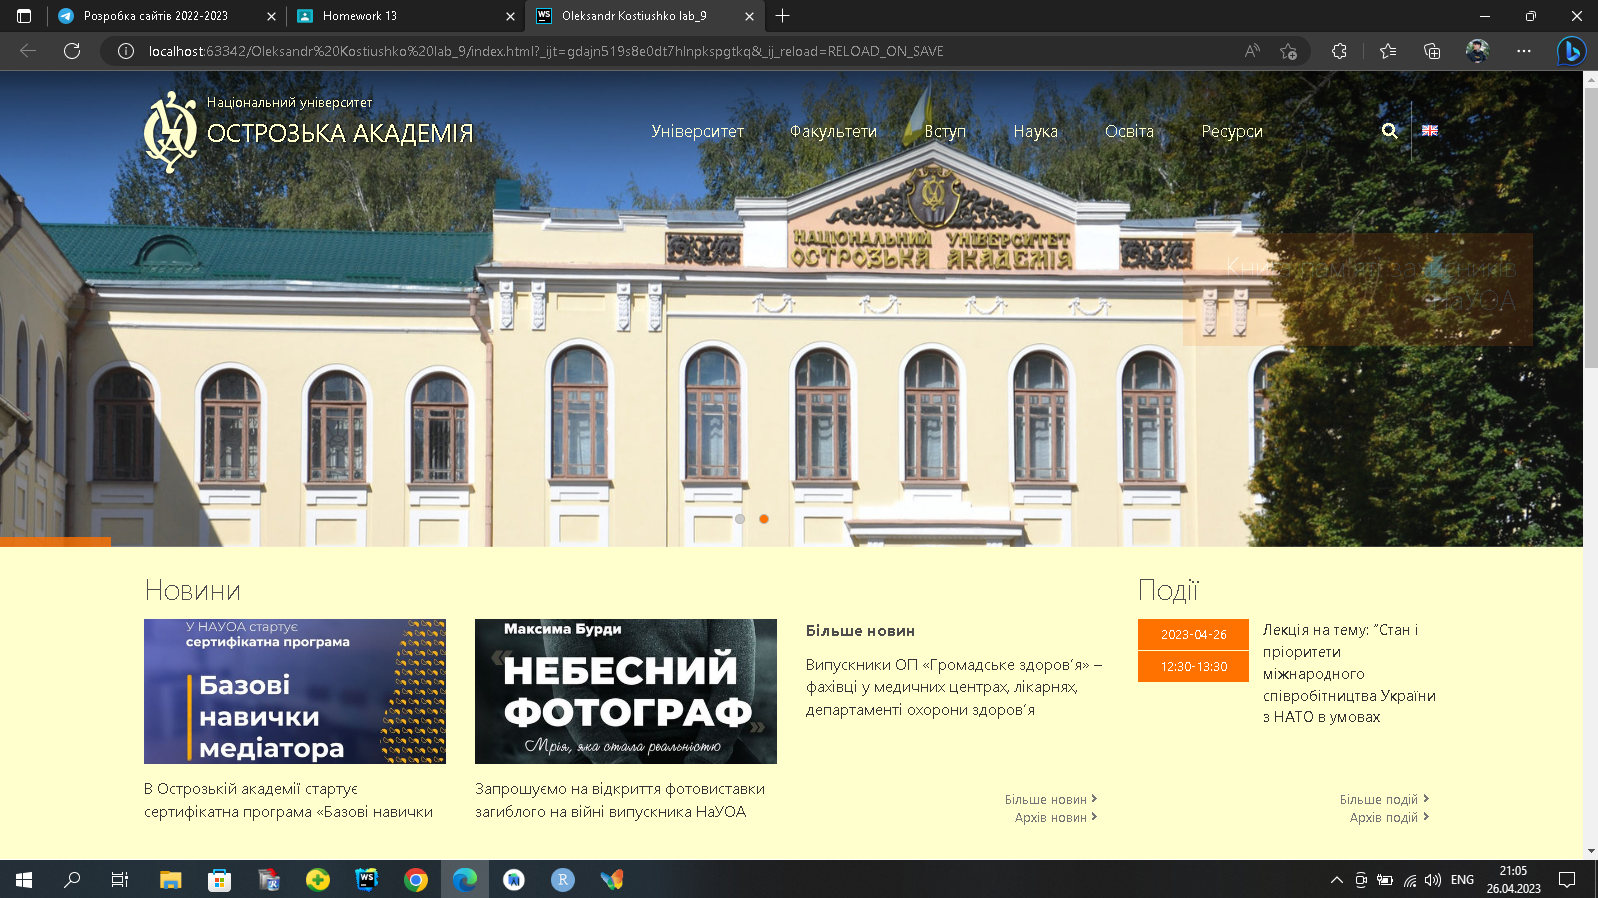 Розробка сайтів 2022-2023
Homework 13
Oleksandr Kostiushko lab_9
localhost:63342/Oleksandr%20Kostiushko%20lab_9/index.html?_ijt=gdajn519s8e0dt7hlnpkspgtkq&_ij_reload=RELOAD_ON_SAVE
Національний університет
ОСТРОЗЬКА АКАДЕМІЯ
Університет
Факультети
Вступ
Наука
Освіта
Ресурси
НАЦІОНАЛЬНИЙ УНІВЕРСИТЕТ
ОСТРОЗЬКА АКАДЕМІЯ
НаУОА
Новини
Події
У НАУОА стартує
сертифікатна програма
Базові
навички
медіатора
Максима Бурди
«НЕБЕСНИЙ
ФОТОГРАФ»
Мрія, яка стала реальністю
Більше новин
Випускники ОП «Громадське здоров’я» –
фахівці у медичних центрах, лікарнях,
департаменті охорони здоров’я
2023-04-26
12:30-13:30
Лекція на тему: “Стан і
пріоритети
міжнародного
співробітництва України
з НАТО в умовах
В Острозькій академії стартує
сертифікатна програма «Базові навички
Запрошуємо на відкриття фотовиставки
загиблого на війні випускника НаУОА
Більше новин
Архів новин
Більше подій
Архів подій
WS
R
ENG
21:05
26.04.2023